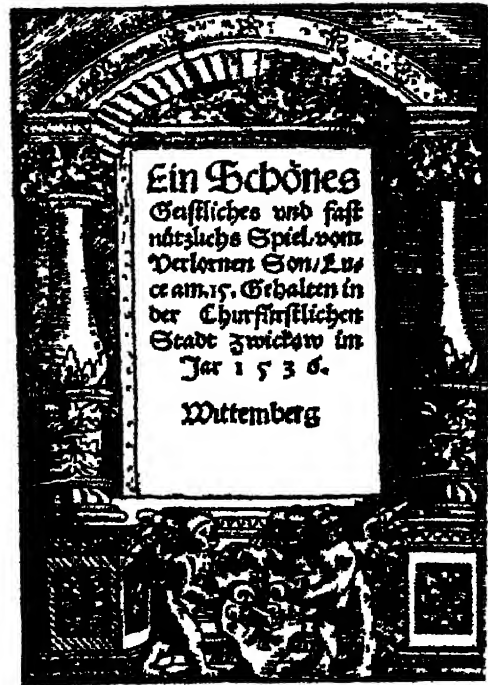 Ein Schönes
Geistliches vnd fast
nützlichs Spiel/vom
Verlornen Son/Lu⸗
ce am.15. Gehalten in
der Churfürstlichen
Stadt Zwickaw im
Jar 1536.
Wittemberg